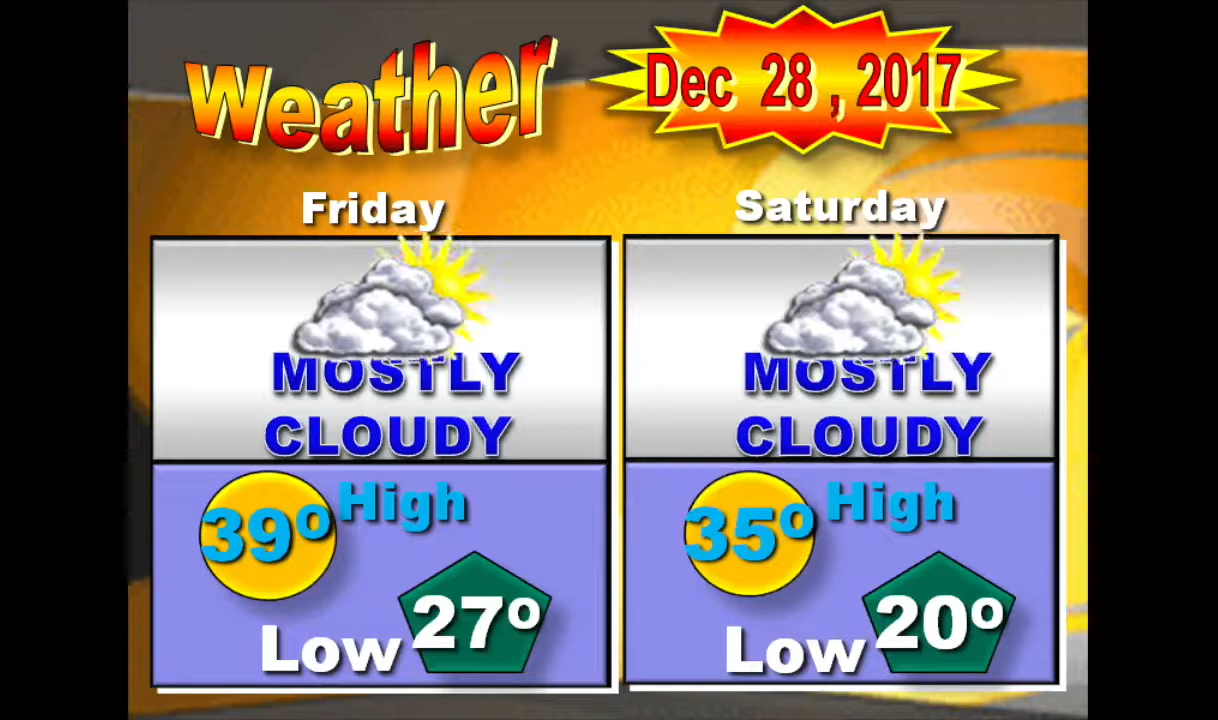 Weather
Dec 28 , 2017
Friday
Saturday
MOSTLY
CLOUDY
MOSTLY
CLOUDY
39º High
Low 27º
35º High
Low 20º